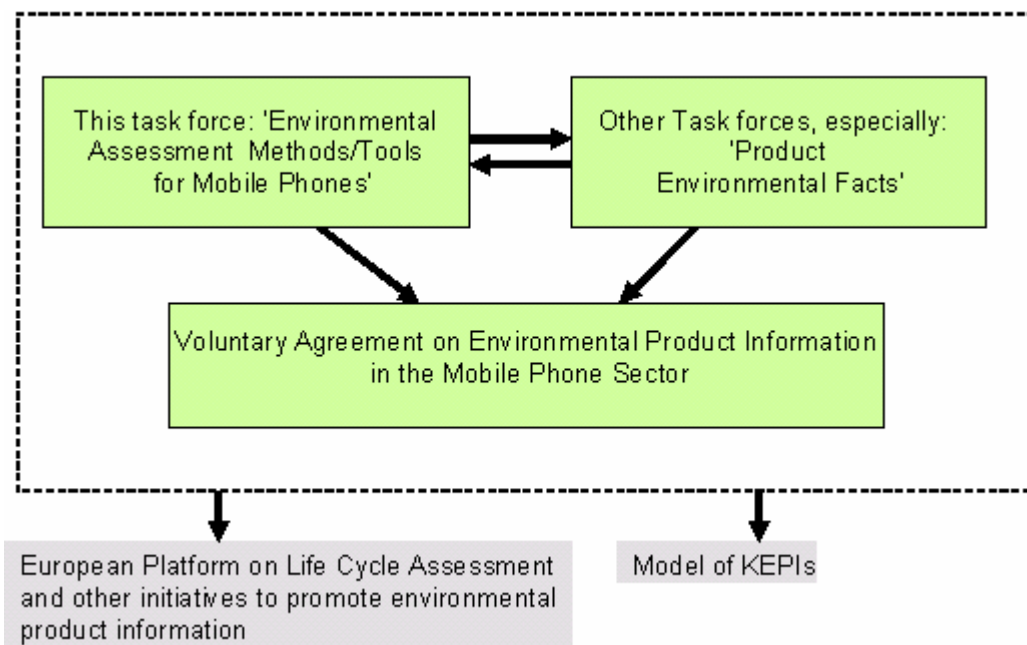 This task force: 'Environmental
Assessment Methods/Tools
for Mobile Phones'
Other Task forces, especially:
'Product
Environmental Facts'
Voluntary Agreement on Environmental Product Information
in the Mobile Phone Sector
European Platform on Life Cycle Assessment
and other initiatives to promote environmental
product information
Model of KEPIs